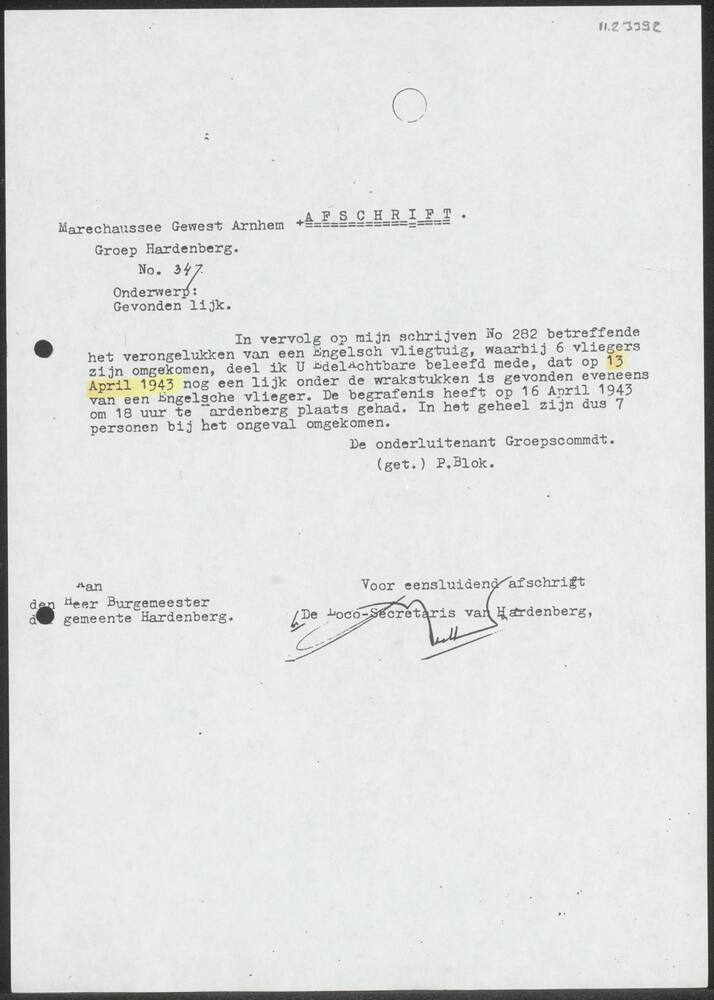 11.2 3392
AFSCHRIFT.
Marechaussee Gewest Arnhem +
Groep Hardenberg.
No. 347.
Onderwerp:
Gevonden lijk.
In vervolg op mijn schrijven No 282 betreffende
het verongelukken van een Engelsch vliegtuig, waarbij 6 vliegers
zijn omgekomen, deel ik U EdelAchtbare beleefd mede, dat op 13
April 1943 nog een lijk onder de wrakstukken is gevonden eveneens
van een Engelsche vlieger. De begrafenis heeft op 16 April 1943
om 18 uur te Hardenberg plaats gehad. In het geheel zijn dus 7
personen bij het ongeval omgekomen.
De onderluitenant Groepscommdt.
(get.) P.Blok.
Aan
den Heer Burgemeester
gemeente Hardenberg.
Voor eensluidend afschrift
De Loco-Secretaris van Hardenberg,